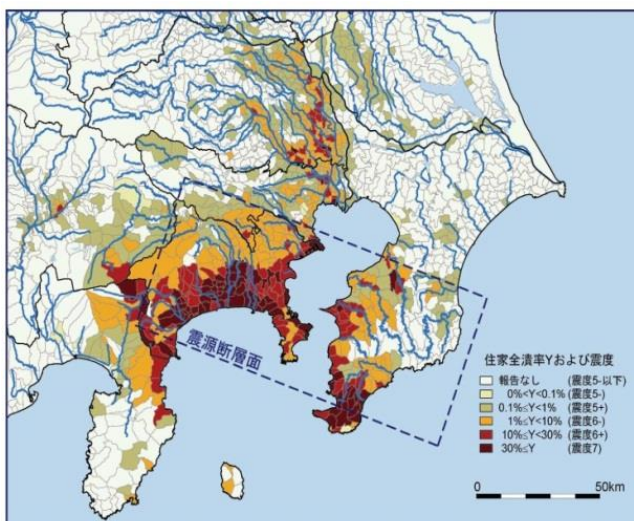 震源断層面
住家全潰率Yおよび震度
報告なし (震度5-以下)
0%<Y<0.1% (震度5-)
0.1%≤Y<1% (震度5+)
1%≤Y<10% (震度6-)
10%≤Y<30% (震度6+)
30%≤Y (震度7)
0 50km